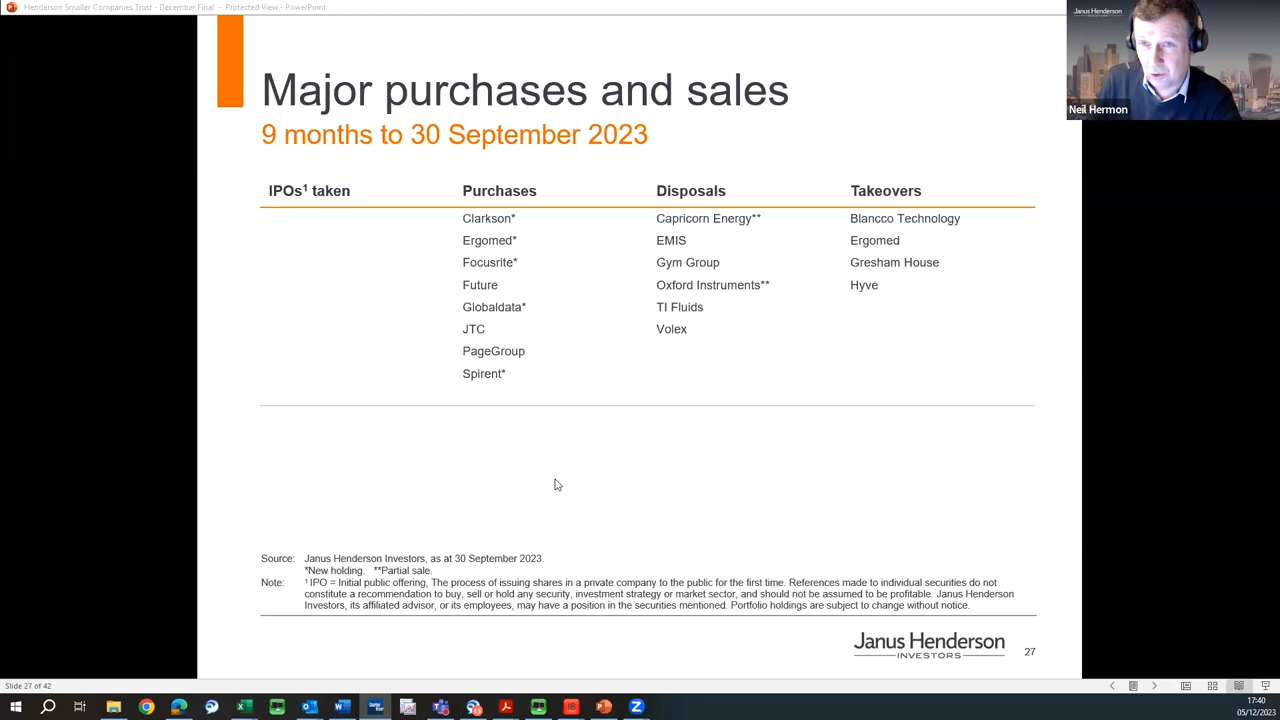 Henderson Smaller Companies Trust - December Final - Protected View - PowerPoint
Janus Henderson
Neil Hermon
Major purchases and sales
9 months to 30 September 2023
IPOs¹ taken Purchases Disposals Takeovers
Clarkson* Capricorn Energy** Blancco Technology
Ergomed* EMIS Ergomed
Focusrite* Gym Group Gresham House
Future Oxford Instruments** Hyve
Globaldata* TI Fluids
JTC Volex
PageGroup
Spirent*
Source: Janus Henderson Investors, as at 30 September 2023.
*New holding. **Partial sale.
Note: ¹ IPO = Initial public offering, The process of issuing shares in a private company to the public for the first time. References made to individual securities do not
constitute a recommendation to buy, sell or hold any security, investment strategy or market sector, and should not be assumed to be profitable. Janus Henderson
Investors, its affiliated advisor, or its employees, may have a position in the securities mentioned. Portfolio holdings are subject to change without notice.
Janus Henderson
INVESTORS
27
Slide 27 of 42
17:40
05/12/2023